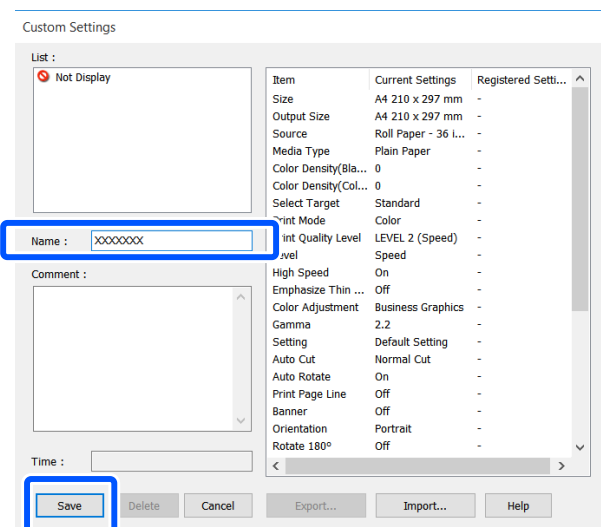 Custom Settings
List :
Not Display
Name : XXXXXXX
Comment :
Time :
Item Current Settings Registered Setti...
Size A4 210 x 297 mm -
Output Size A4 210 x 297 mm -
Source Roll Paper - 36 i... -
Media Type Plain Paper -
Color Density(Bla... 0 -
Color Density(Col... 0 -
Select Target Standard -
Print Mode Color -
int Quality Level LEVEL 2 (Speed) -
vel Speed -
High Speed On -
Emphasize Thin ... Off -
Color Adjustment Business Graphics -
Gamma 2.2 -
Setting Default Setting -
Auto Cut Normal Cut -
Auto Rotate On -
Print Page Line Off -
Banner Off -
Orientation Portrait -
Rotate 180º Off -
Save Delete Cancel Export... Import... Help